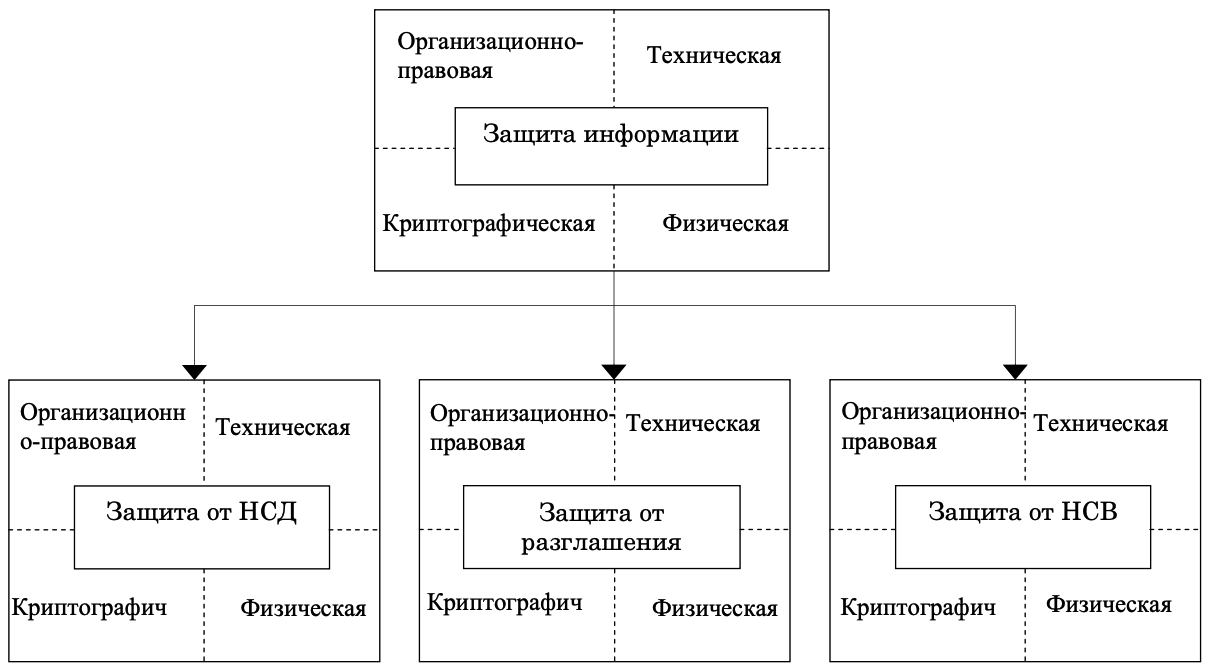 Организационно-
правовая
Техническая
Защита информации
Криптографическая
Физическая
Организационн
о-правовая
Техническая
Защита от НСД
Криптографич
Физическая
Организационно-
правовая
Техническая
Защита от
разглашения
Криптографич
Физическая
Организационно-
правовая
Техническая
Защита от НСВ
Криптографич
Физическая